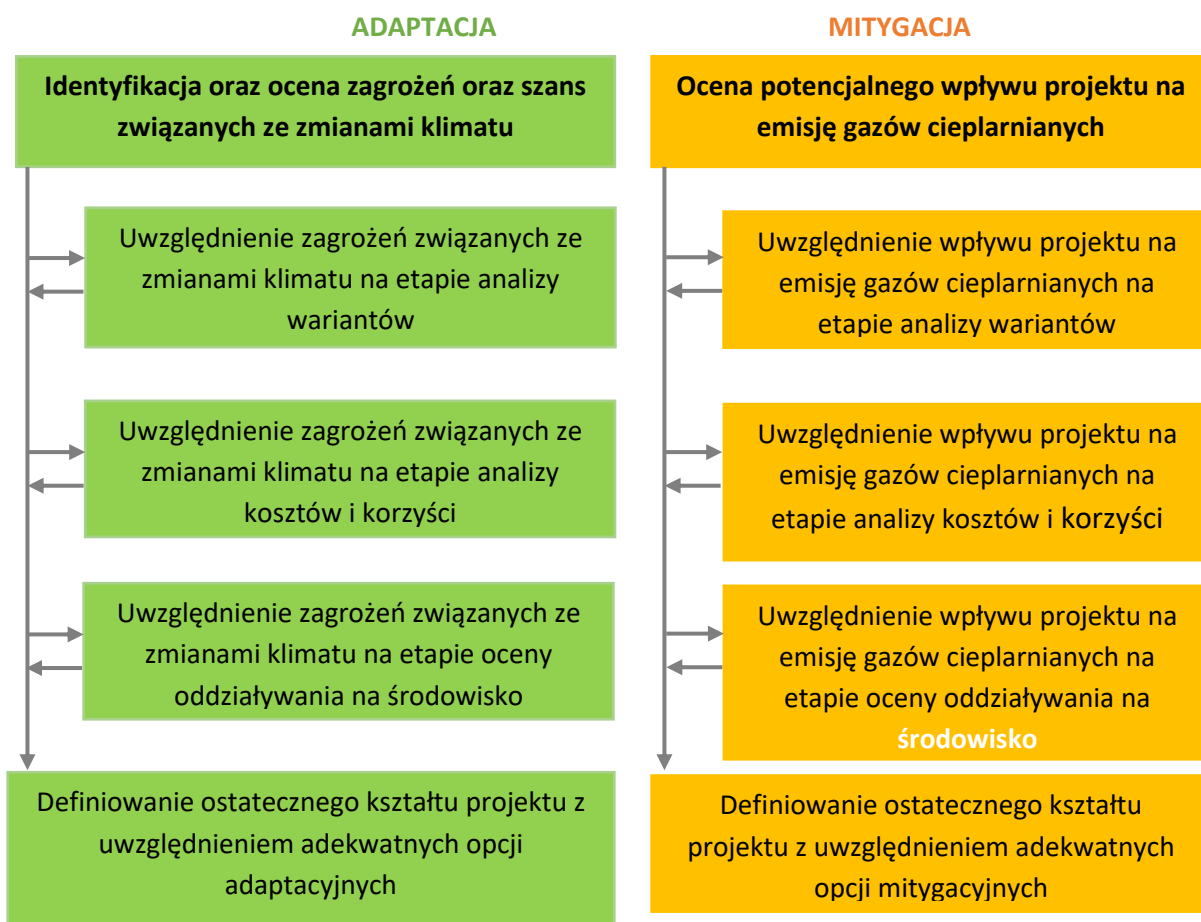 ADAPTACJA
Identyfikacja oraz ocena zagrożeń oraz szans
związanych ze zmianami klimatu
Uwzględnienie zagrożeń związanych ze
zmianami klimatu na etapie analizy
wariantów
Uwzględnienie zagrożeń związanych ze
zmianami klimatu na etapie analizy
kosztów i korzyści
Uwzględnienie zagrożeń związanych ze
zmianami klimatu na etapie oceny
oddziaływania na środowisko
Definiowanie ostatecznego kształtu projektu z
uwzględnieniem adekwatnych opcji
adaptacyjnych
MITYGACJA
Ocena potencjalnego wpływu projektu na
emisję gazów cieplarnianych
Uwzględnienie wpływu projektu na
emisję gazów cieplarnianych na
etapie analizy wariantów
Uwzględnienie wpływu projektu na
emisję gazów cieplarnianych na
etapie analizy kosztów i korzyści
Uwzględnienie wpływu projektu na
emisję gazów cieplarnianych na
etapie oceny oddziaływania na
środowisko
Definiowanie ostatecznego kształtu
projektu z uwzględnieniem adekwatnych
opcji mitygacyjnych